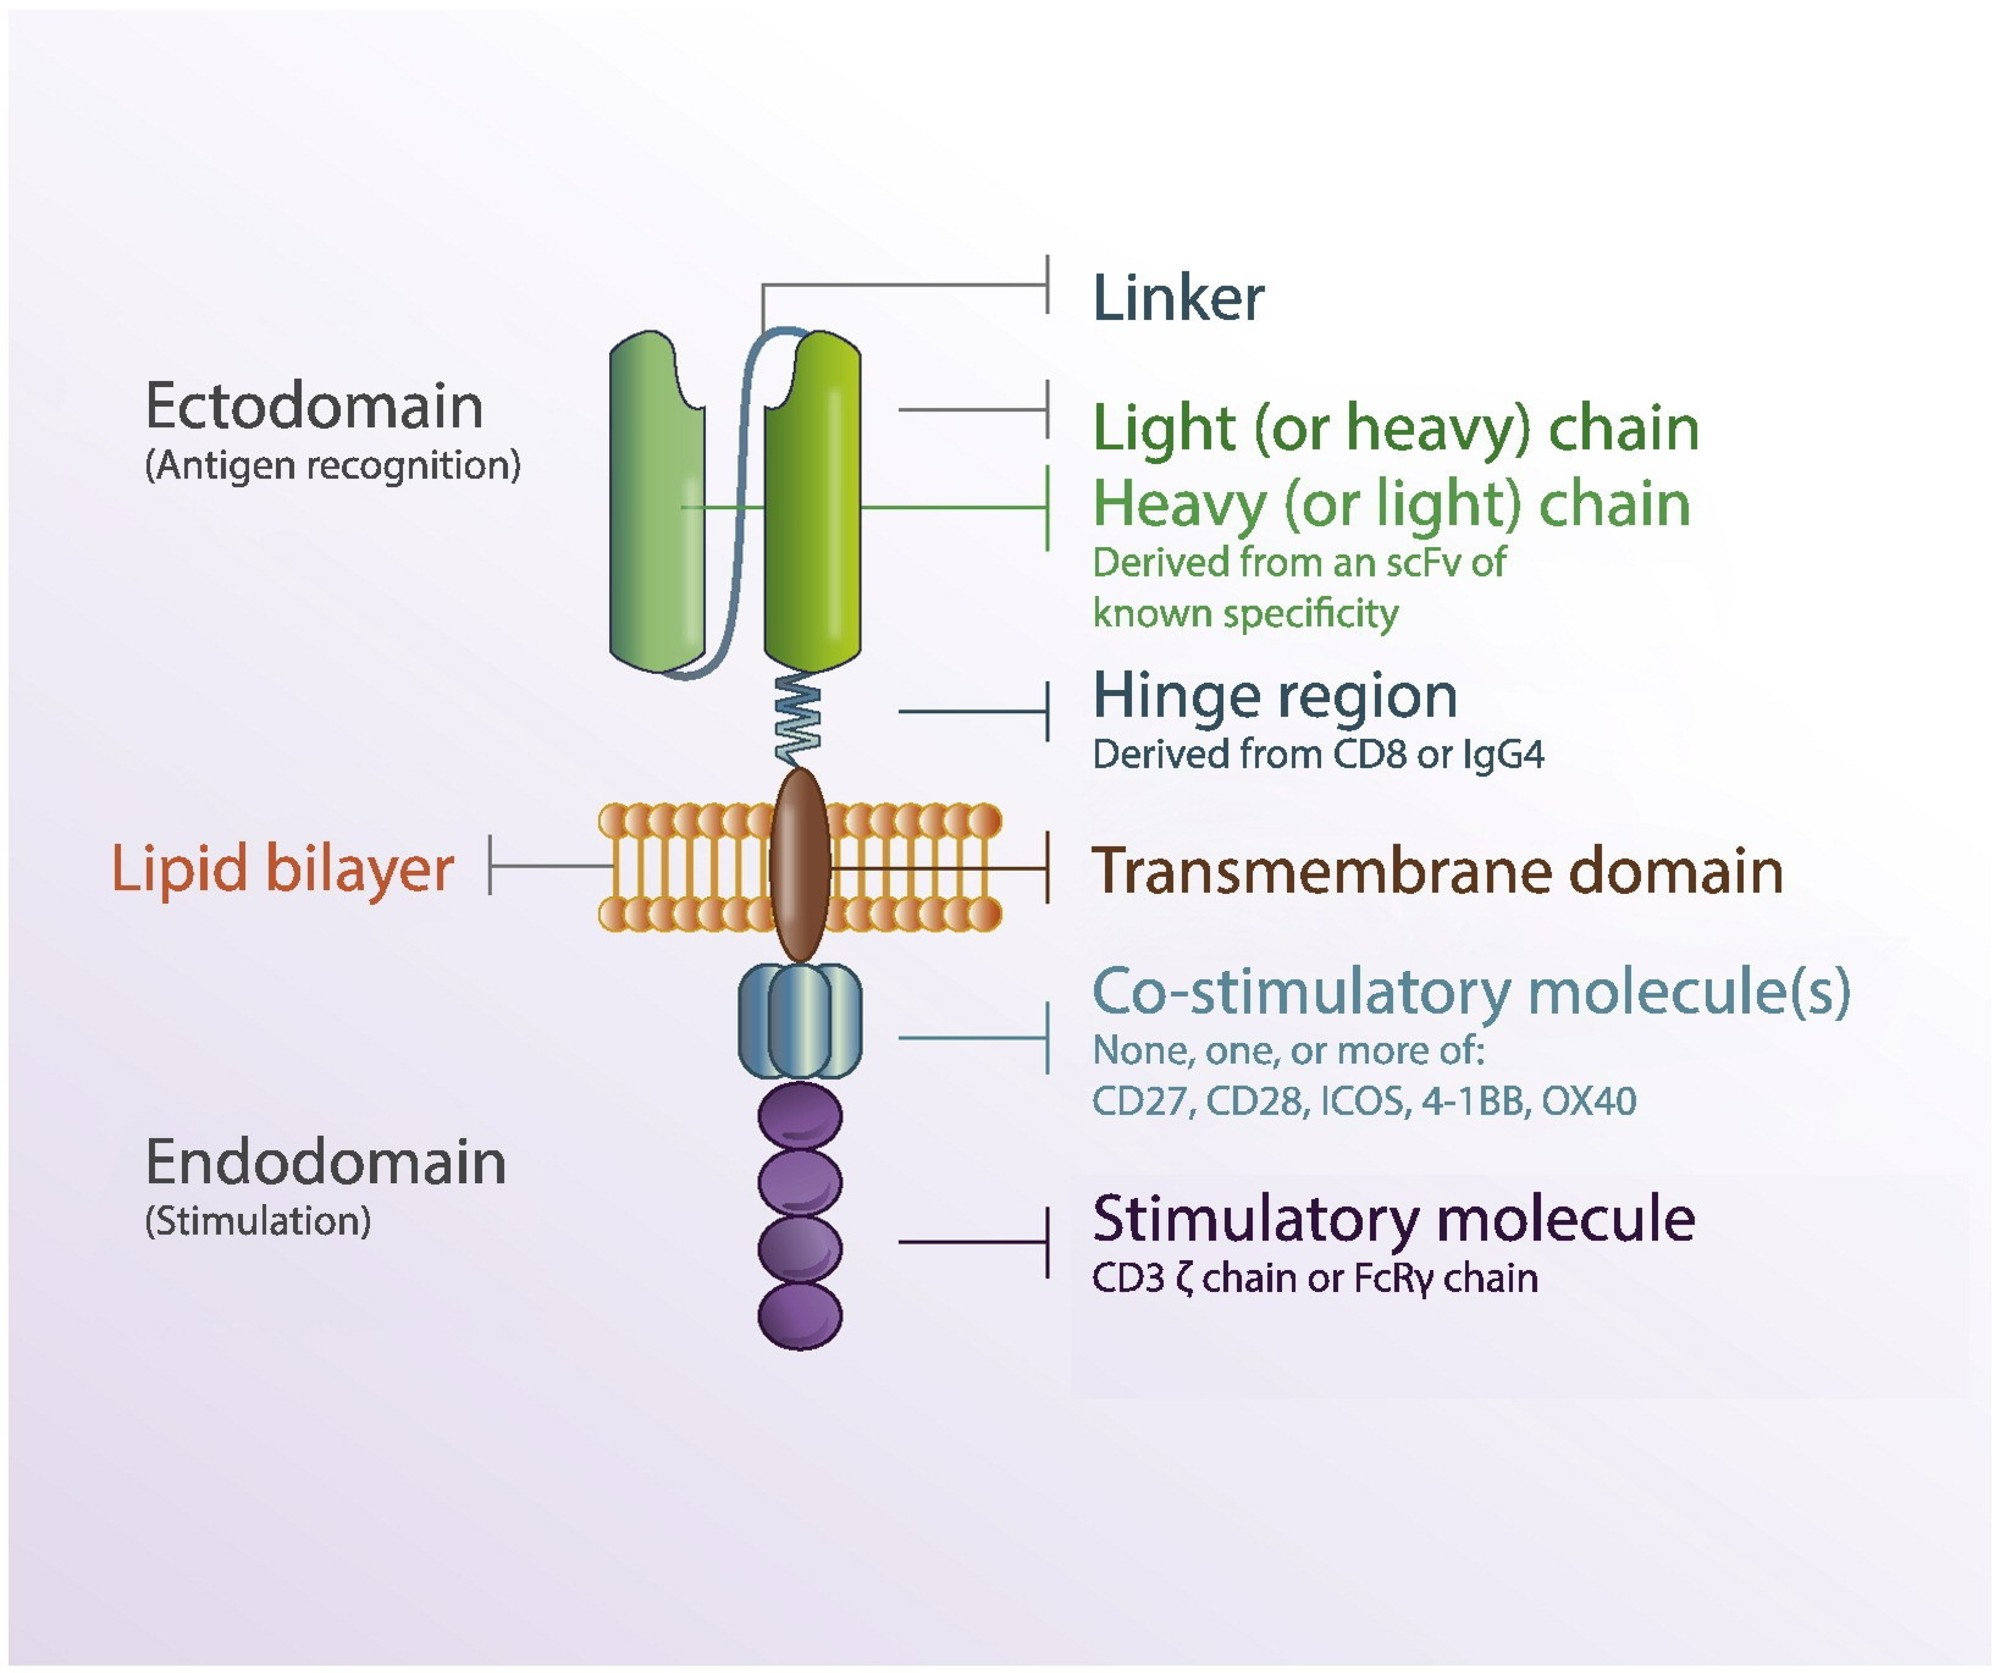 Linker
Ectodomain
(Antigen recognition)
Light (or heavy) chain
Heavy (or light) chain
Derived from an scFv of
known specificity
Hinge region
Derived from CD8 or IgG4
Lipid bilayer
Transmembrane domain
Co-stimulatory molecule(s)
None, one, or more of:
CD27, CD28, ICOS, 4-1BB, OX40
Endodomain
(Stimulation)
Stimulatory molecule
CD3 ζ chain or FcRγ chain